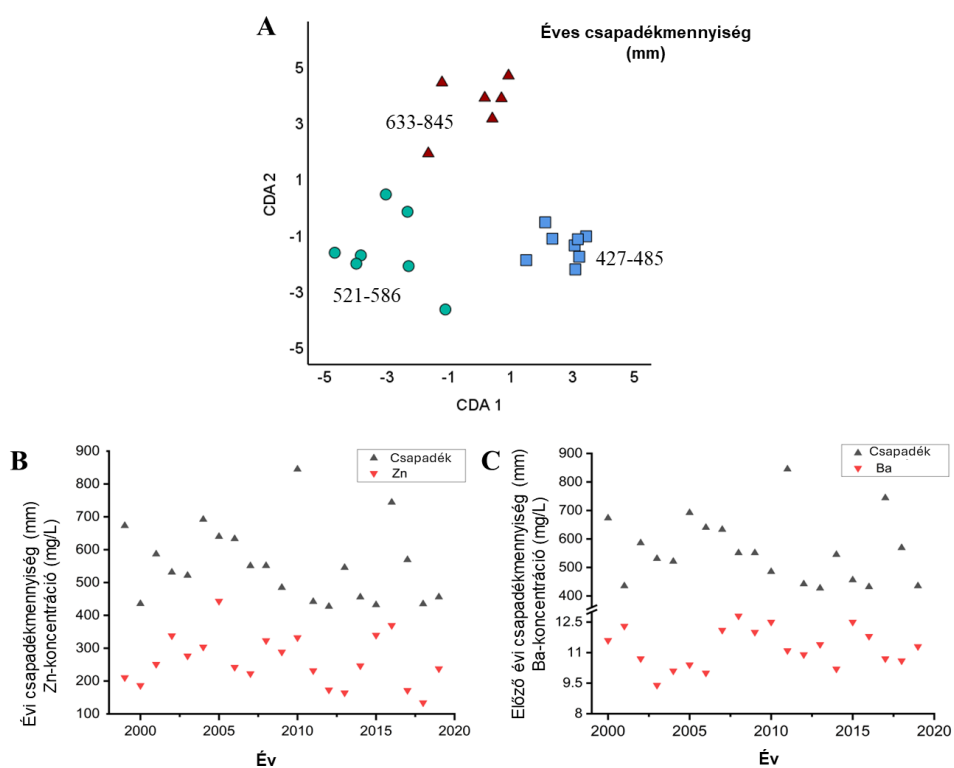 A
Éves csapadékmennyiség
(mm)
5
3
1
-1
-3
-5
CDA 2
633-845
427-485
521-586
-5
-3
-1
1
3
5
CDA 1
B
Évi csapadékmennyiség (mm)
Zn-koncentráció (mg/L)
900
800
700
600
500
400
300
200
100
Csapadék
Zn
2000
2005
2010
2015
2020
Év
C
Előző évi csapadékmennyiség (mm)
Ba-koncentráció (mg/L)
900
800
700
600
500
400
12.5
11
9.5
8
Csapadék
Ba
2000
2005
2010
2015
2020
Év